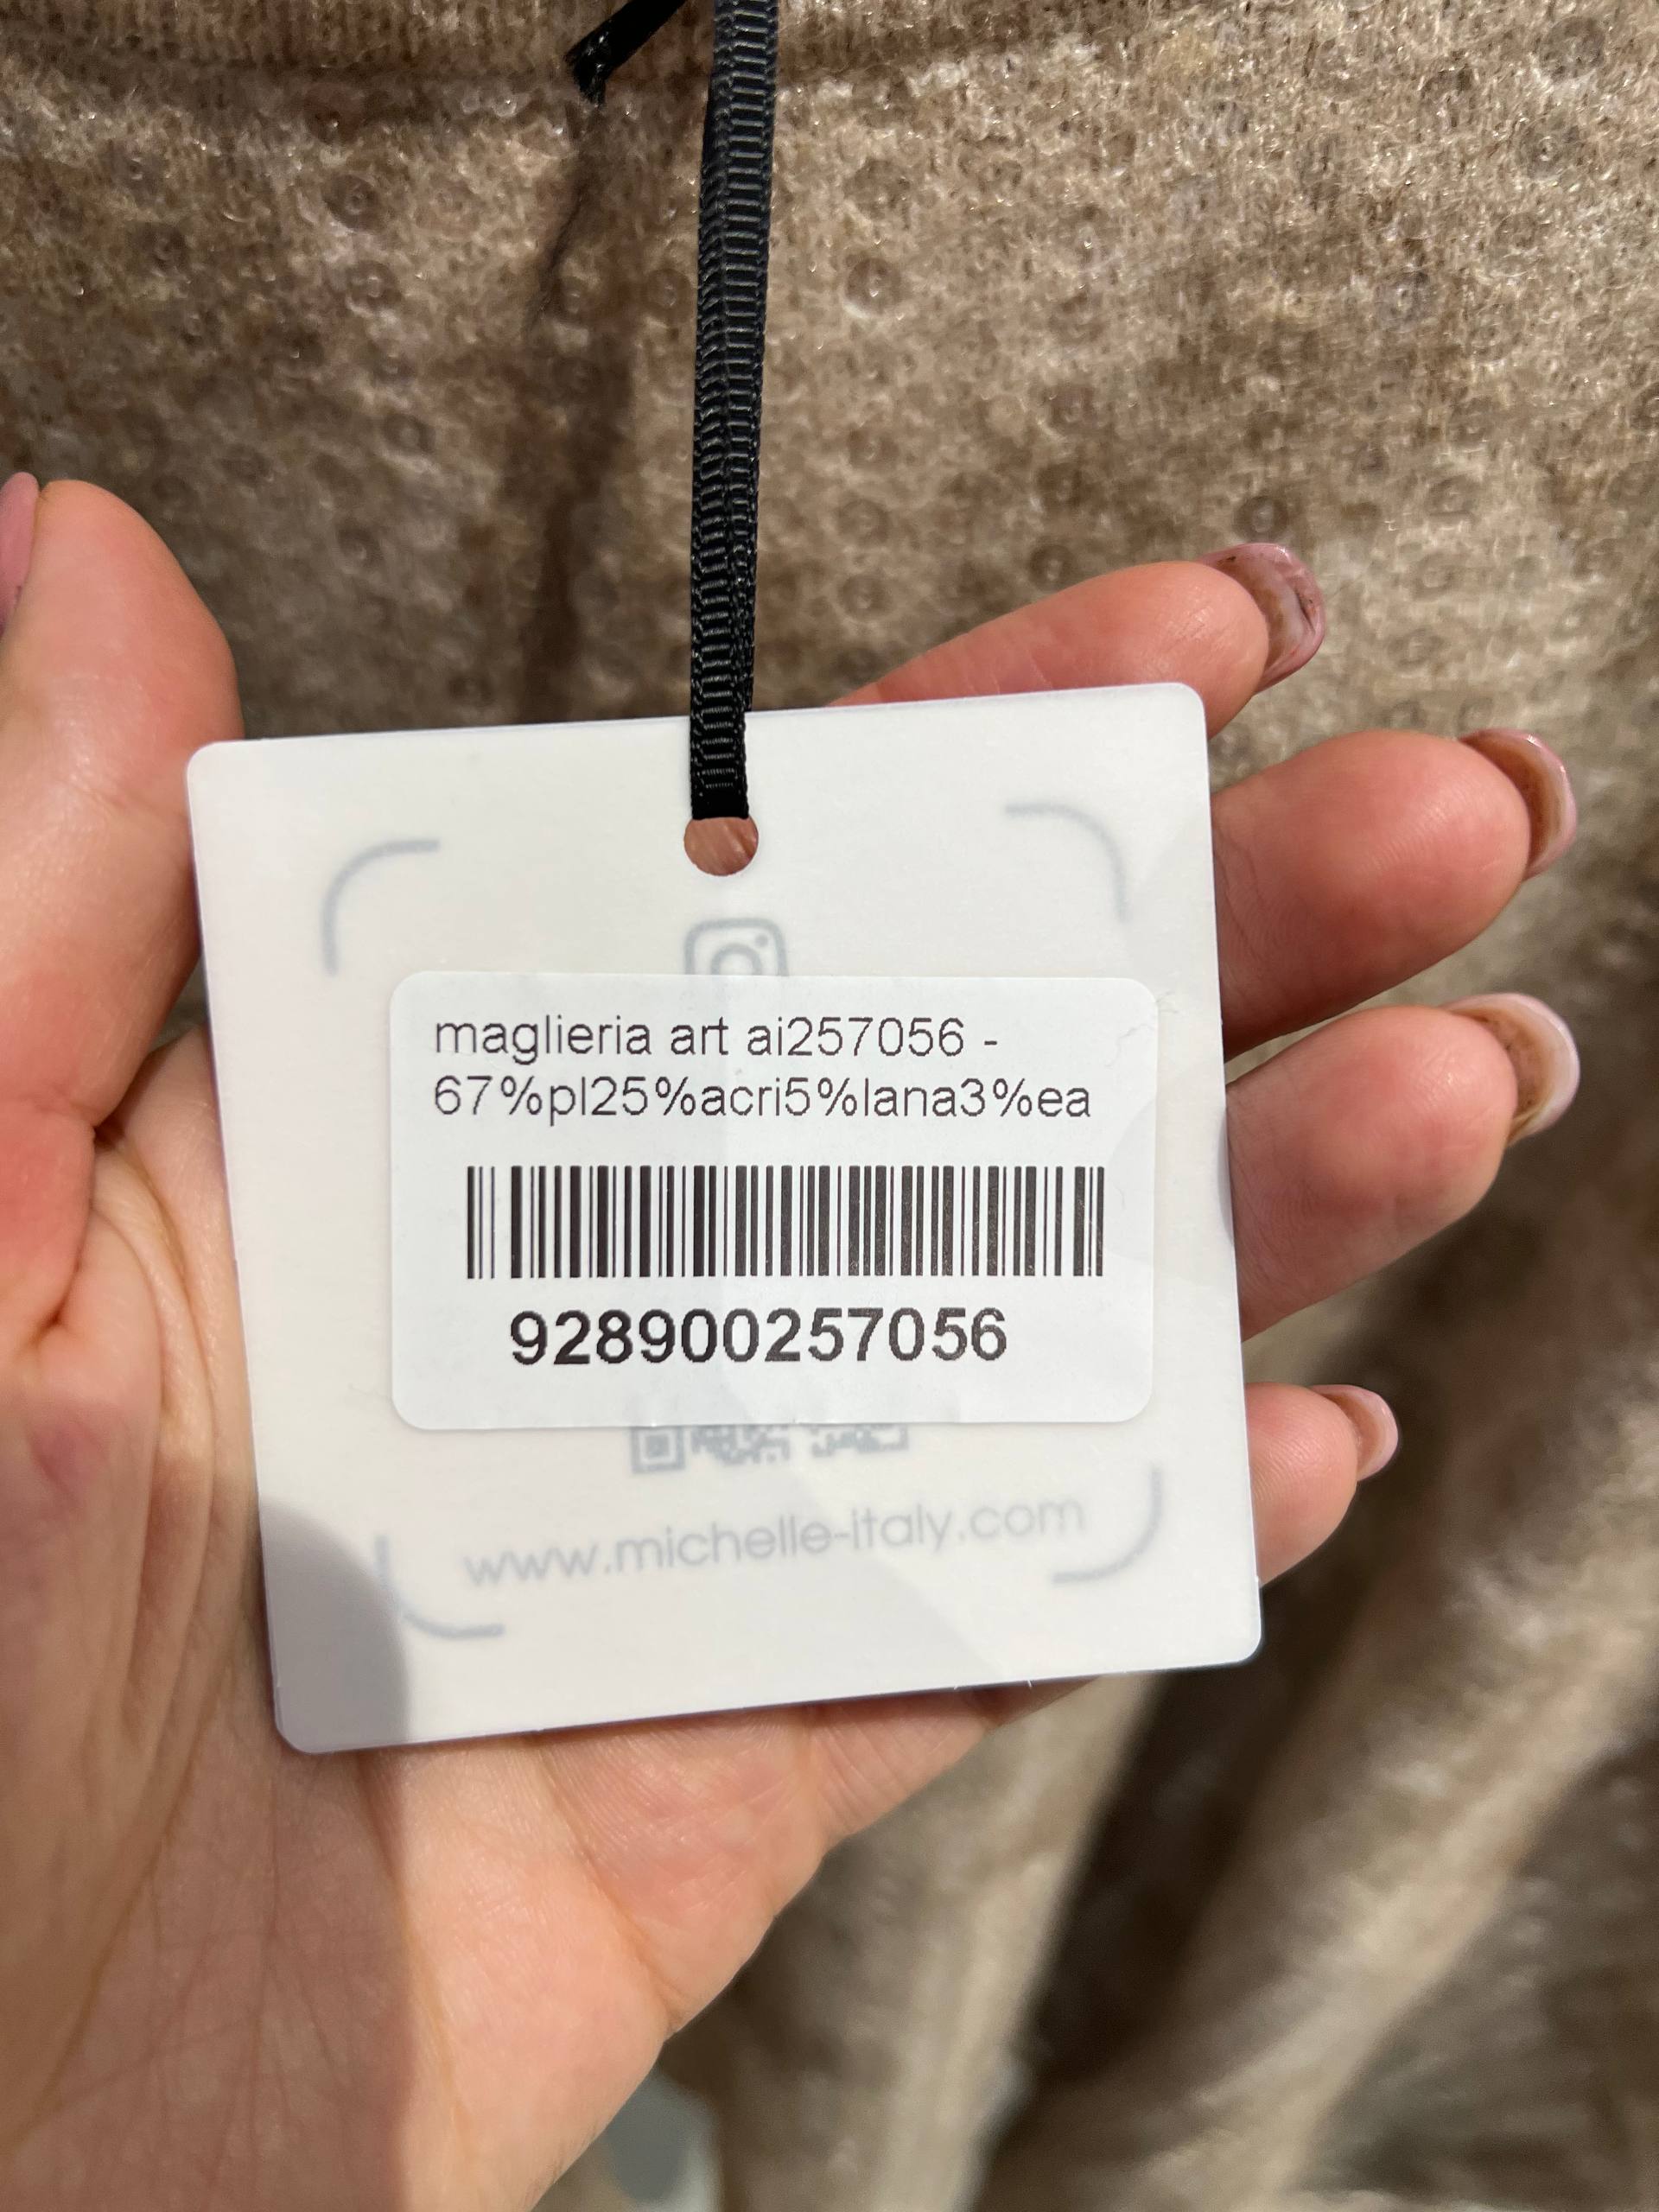 maglieria art ai257056 -
67%pl25%acri5%lana3%ea
928900257056
www.michelle-italy.com